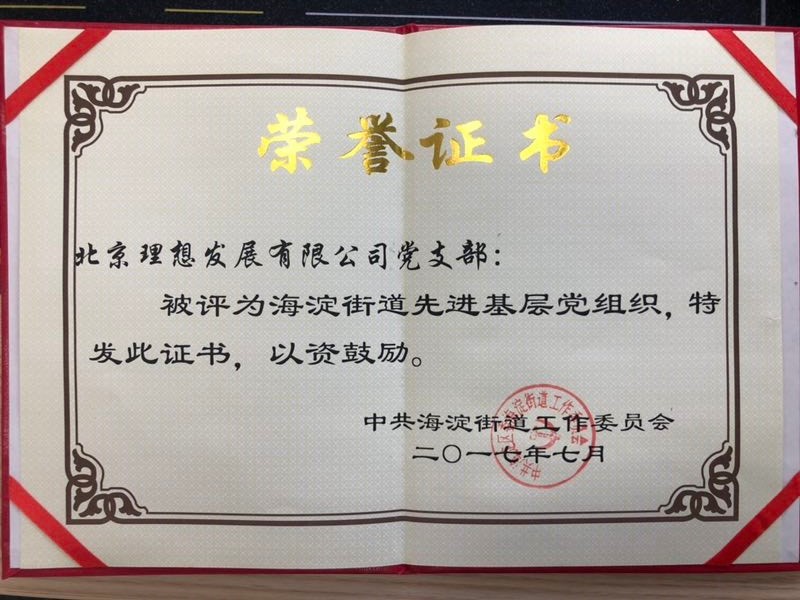 荣誉证书
北京理想发展有限公司党支部：
被评为海淀街道先进基层党组织，特
发此证书，以资鼓励。
中共海淀街道工作委员会
二〇一七年七月